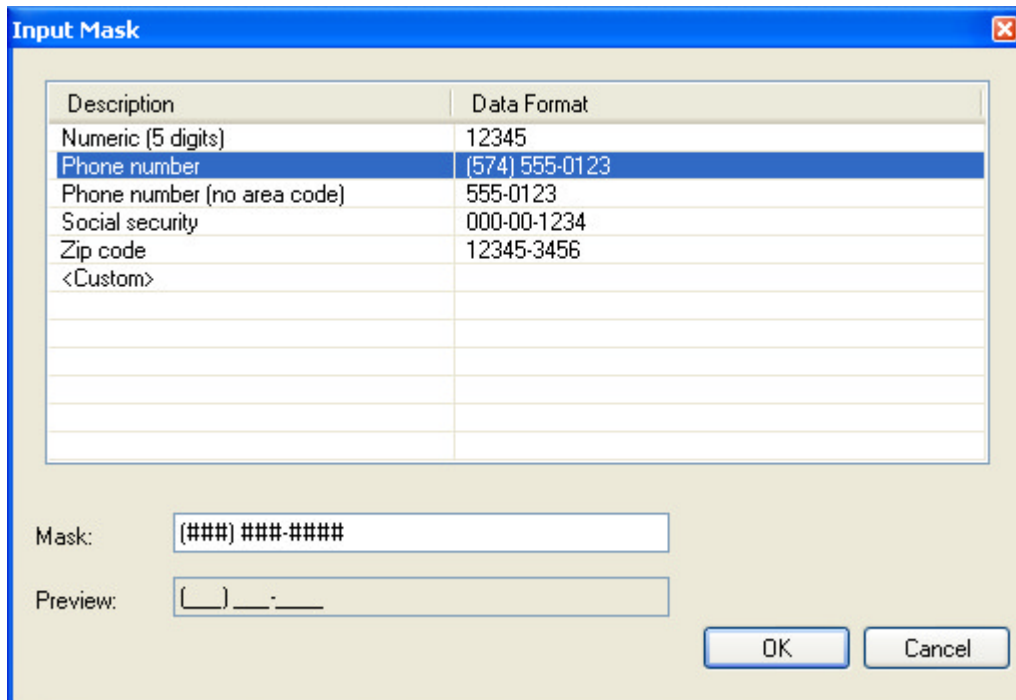 Input Mask
Description Data Format
Numeric (5 digits) 12345
Phone number (574) 555-0123
Phone number (no area code) 555-0123
Social security 000-00-1234
Zip code 12345-3456
<Custom>
Mask: (###) ###-####
Preview: (___) ___-____
OK Cancel